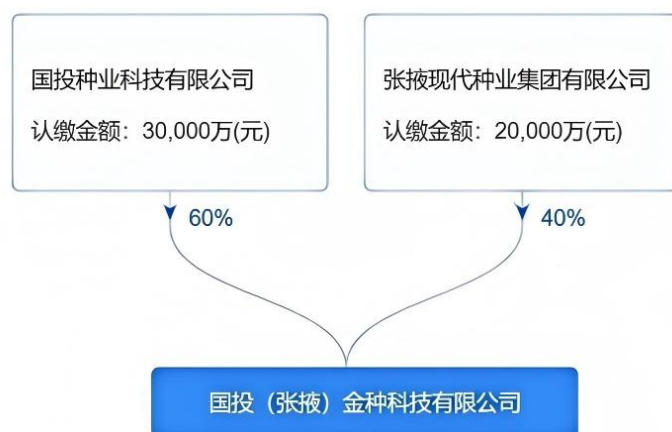 国投种业科技有限公司
认缴金额：30,000万(元)
张掖现代种业集团有限公司
认缴金额：20,000万(元)
60%
40%
国投（张掖）金种科技有限公司